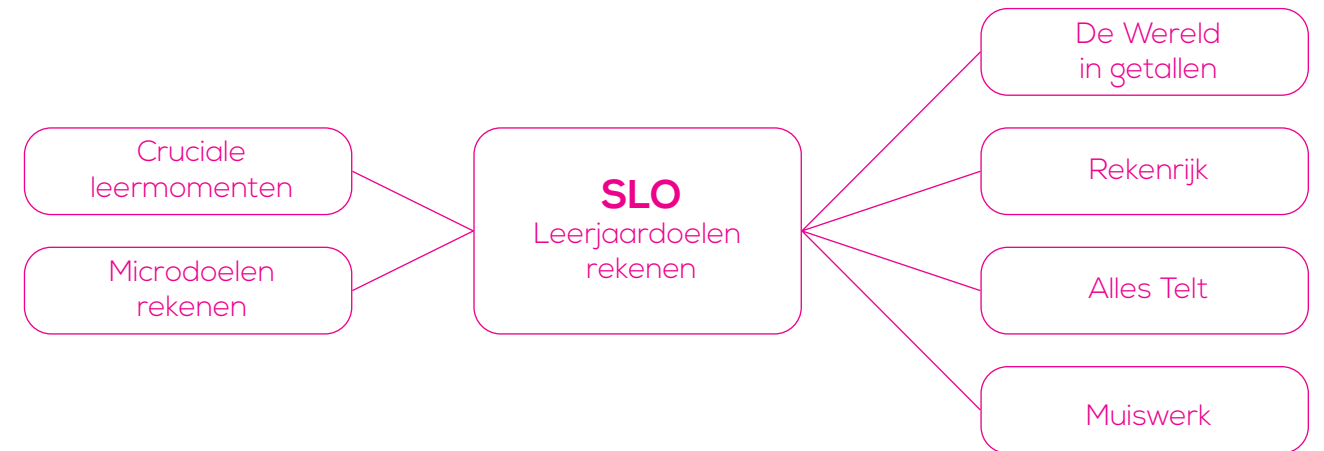 Cruciale
leermomenten
Microdoelen
rekenen
SLO
Leerjaardoelen
rekenen
De Wereld
in getallen
Rekenrijk
Alles Telt
Muiswerk